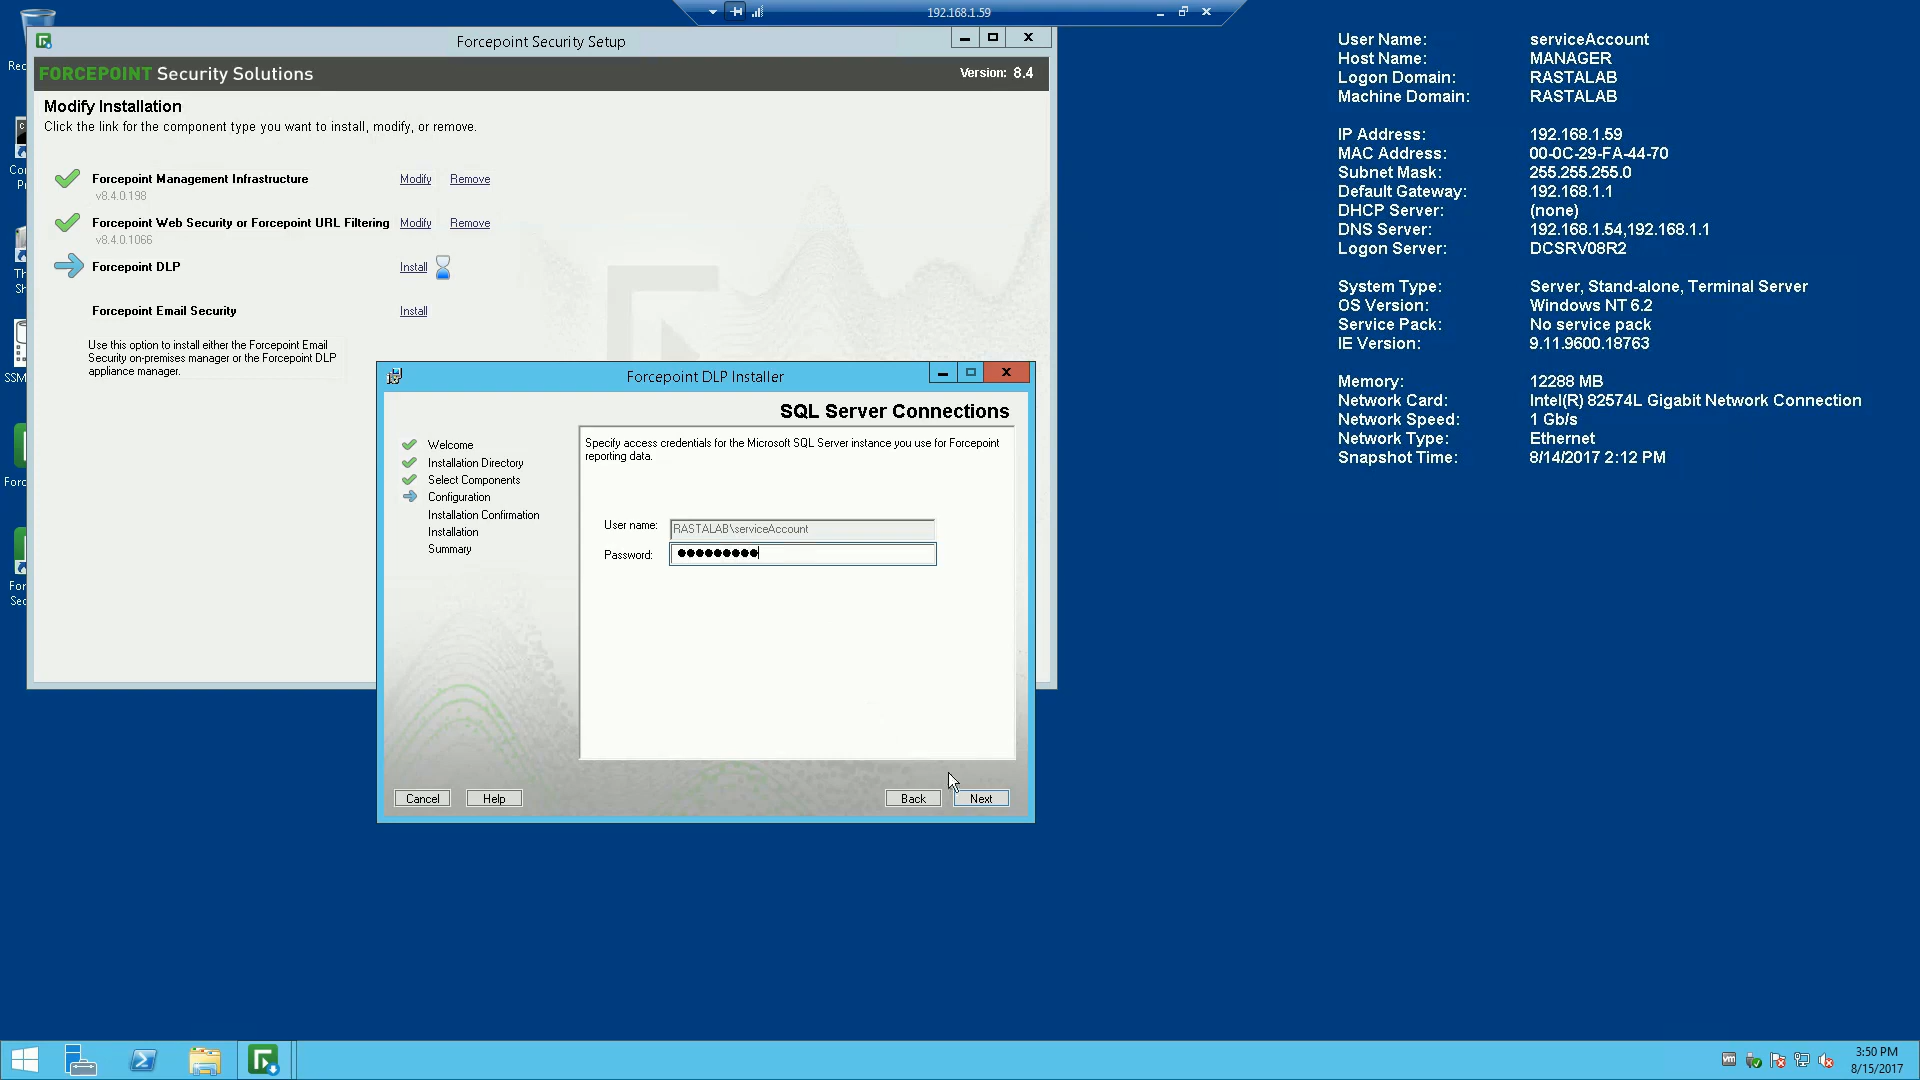 192.168.1.59
Forcepoint Security Setup
FORCEPOINT Security Solutions
Version: 8.4
Modify Installation
Click the link for the component type you want to install, modify, or remove.
Forcepoint Management Infrastructure Modify Remove
v8.4.0.198
Forcepoint Web Security or Forcepoint URL Filtering Modify Remove
v8.4.0.1066
Forcepoint DLP Install
Forcepoint Email Security Install
Use this option to install either the Forcepoint Email
Security on-premises manager or the Forcepoint DLP
appliance manager.
Forcepoint DLP Installer
SQL Server Connections
Welcome
Installation Directory
Select Components
Configuration
Installation Confirmation
Installation
Summary
Specify access credentials for the Microsoft SQL Server instance you use for Forcepoint
reporting data.
User name: RASTALAB\serviceAccount
Password: ●●●●●●●●●
Cancel Help Back Next
User Name: serviceAccount
Host Name: MANAGER
Logon Domain: RASTALAB
Machine Domain: RASTALAB
IP Address: 192.168.1.59
MAC Address: 00-0C-29-FA-44-70
Subnet Mask: 255.255.255.0
Default Gateway: 192.168.1.1
DHCP Server: (none)
DNS Server: 192.168.1.54,192.168.1.1
Logon Server: DCSRV08R2
System Type: Server, Stand-alone, Terminal Server
OS Version: Windows NT 6.2
Service Pack: No service pack
IE Version: 9.11.9600.18763
Memory: 12288 MB
Network Card: Intel(R) 82574L Gigabit Network Connection
Network Speed: 1 Gb/s
Network Type: Ethernet
Snapshot Time: 8/14/2017 2:12 PM
3:50 PM
8/15/2017